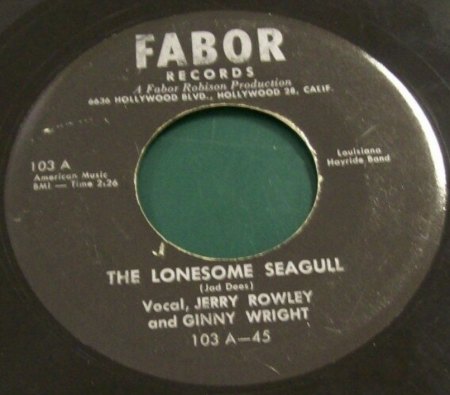 FABOR
RECORDS
A Fabor Robison Production
6636 HOLLYWOOD BLVD., HOLLYWOOD 28, CALIF.
103 A
American Music
BMI — Time 2:26
Louisiana
Hayride Band
THE LONESOME SEAGULL
(Jad Dees)
Vocal, JERRY ROWLEY
and GINNY WRIGHT
103 A—45